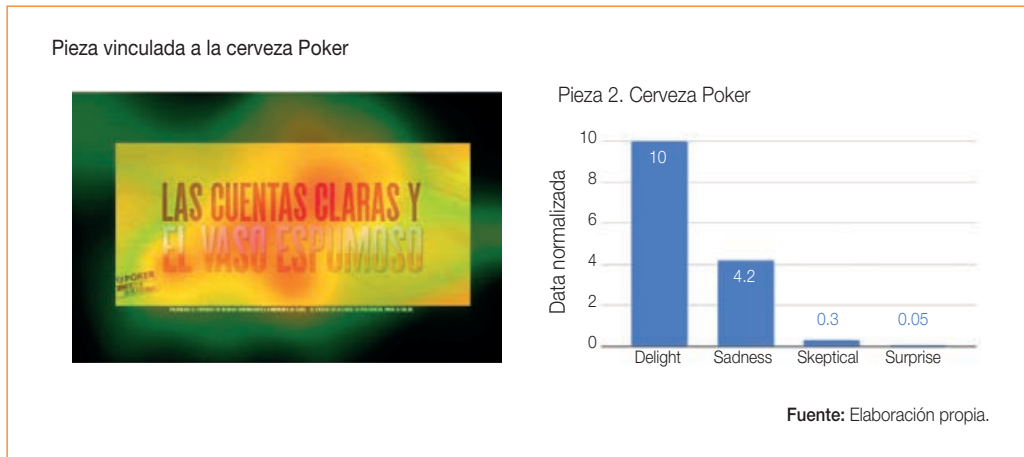 Pieza vinculada a la cerveza Poker
LAS CUENTAS CLARAS Y
EL VASO ESPUMOSO
POKER
Pieza 2. Cerveza Poker
Data normalizada
10
8
6
4
2
0
10
4.2
0.3
0.05
Delight Sadness Skeptical Surprise
Fuente: Elaboración propia.